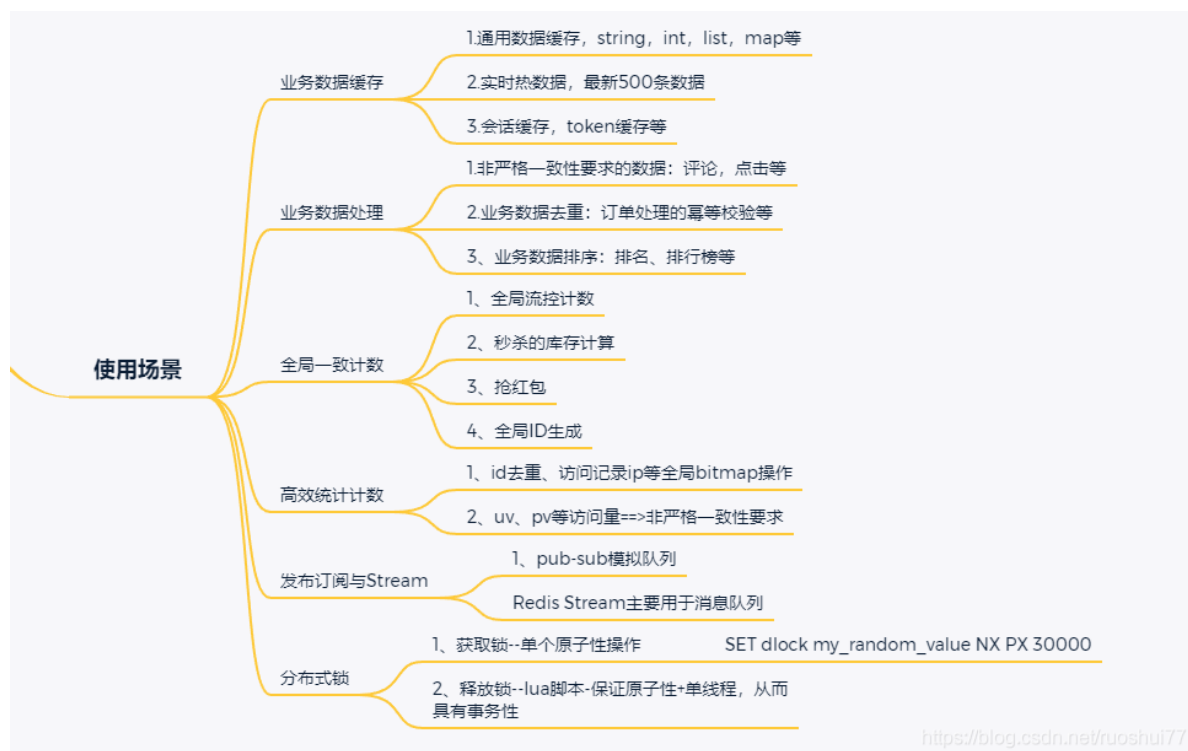 1.通用数据缓存，string，int，list，map等
业务数据缓存
2.实时热数据，最新500条数据
3.会话缓存，token缓存等
1.非严格一致性要求的数据：评论，点击等
业务数据处理
2.业务数据去重：订单处理的幂等校验等
3、业务数据排序：排名、排行榜等
使用场景
1、全局流控计数
2、秒杀的库存计算
全局一致计数
3、抢红包
4、全局ID生成
1、id去重、访问记录ip等全局bitmap操作
高效统计计数
2、uv、pv等访问量==>非严格一致性要求
1、pub-sub模拟队列
发布订阅与Stream
Redis Stream主要用于消息队列
1、获取锁--单个原子性操作 SET dlock my_random_value NX PX 30000
分布式锁
2、释放锁--lua脚本-保证原子性+单线程，从而
具有事务性
https://blog.csdn.net/ruoshui77